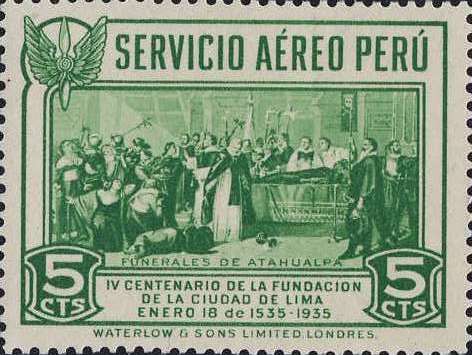 SERVICIO AÉREO PERÚ
FUNERALES DE ATAHUALPA
5 CTS
IV CENTENARIO DE LA FUNDACION
DE LA CIUDAD DE LIMA
ENERO 18 de 1535-1935
5 CTS
WATERLOW & SONS LIMITED. LONDRES.